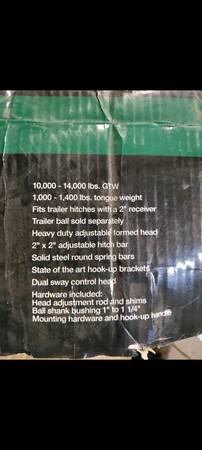 10,000 - 14,000 lbs. GTW
1,000 - 1,400 lbs. tongue weight
Fits trailer hitches with a 2" receiver
Trailer ball sold separately
Heavy duty adjustable formed head
2" x 2" adjustable hitch bar
Solid steel round spring bars
State of the art hook-up brackets
Dual sway control head
Hardware included:
Head adjustment rod and shims
Ball shank bushing 1" to 1 1/4"
Mounting hardware and hook-up handle